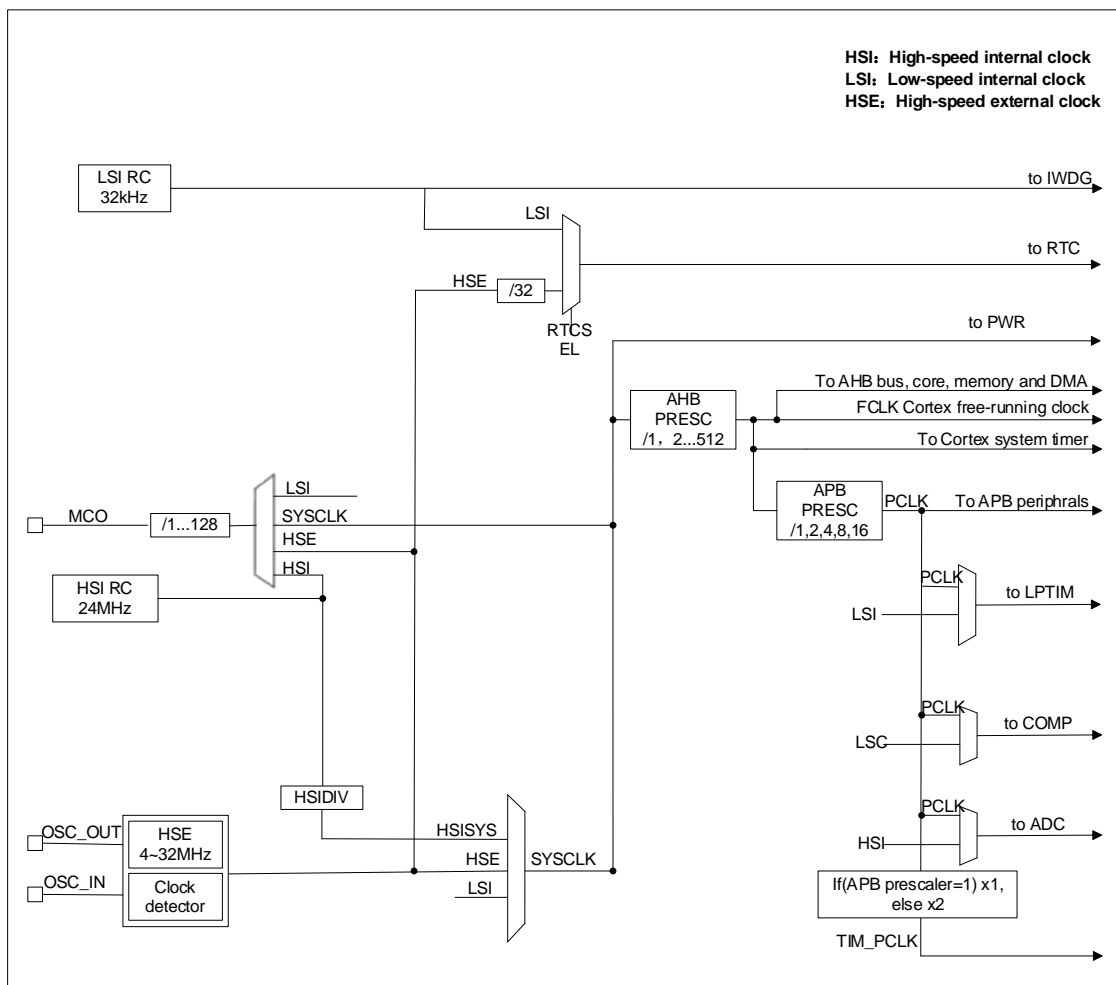 HSI：High-speed internal clock
LSI：Low-speed internal clock
HSE：High-speed external clock
LSI RC
32kHz
to IWDG
LSI
to RTC
HSE
/32
RTCS
EL
to PWR
AHB
PRESC
/1，2...512
To AHB bus, core, memory and DMA
FCLK Cortex free-running clock
To Cortex system timer
APB
PRESC
/1,2,4,8,16
PCLK
To APB periphrals
MCO
/1...128
LSI
SYSCLK
HSE
HSI
HSI RC
24MHz
PCLK
LSI
to LPTIM
PCLK
LSC
to COMP
HSIDIV
OSC_OUT
OSC_IN
HSE
4~32MHz
Clock
detector
HSISYS
HSE
LSI
SYSCLK
PCLK
HSI
to ADC
If(APB prescaler=1) x1,
else x2
TIM_PCLK